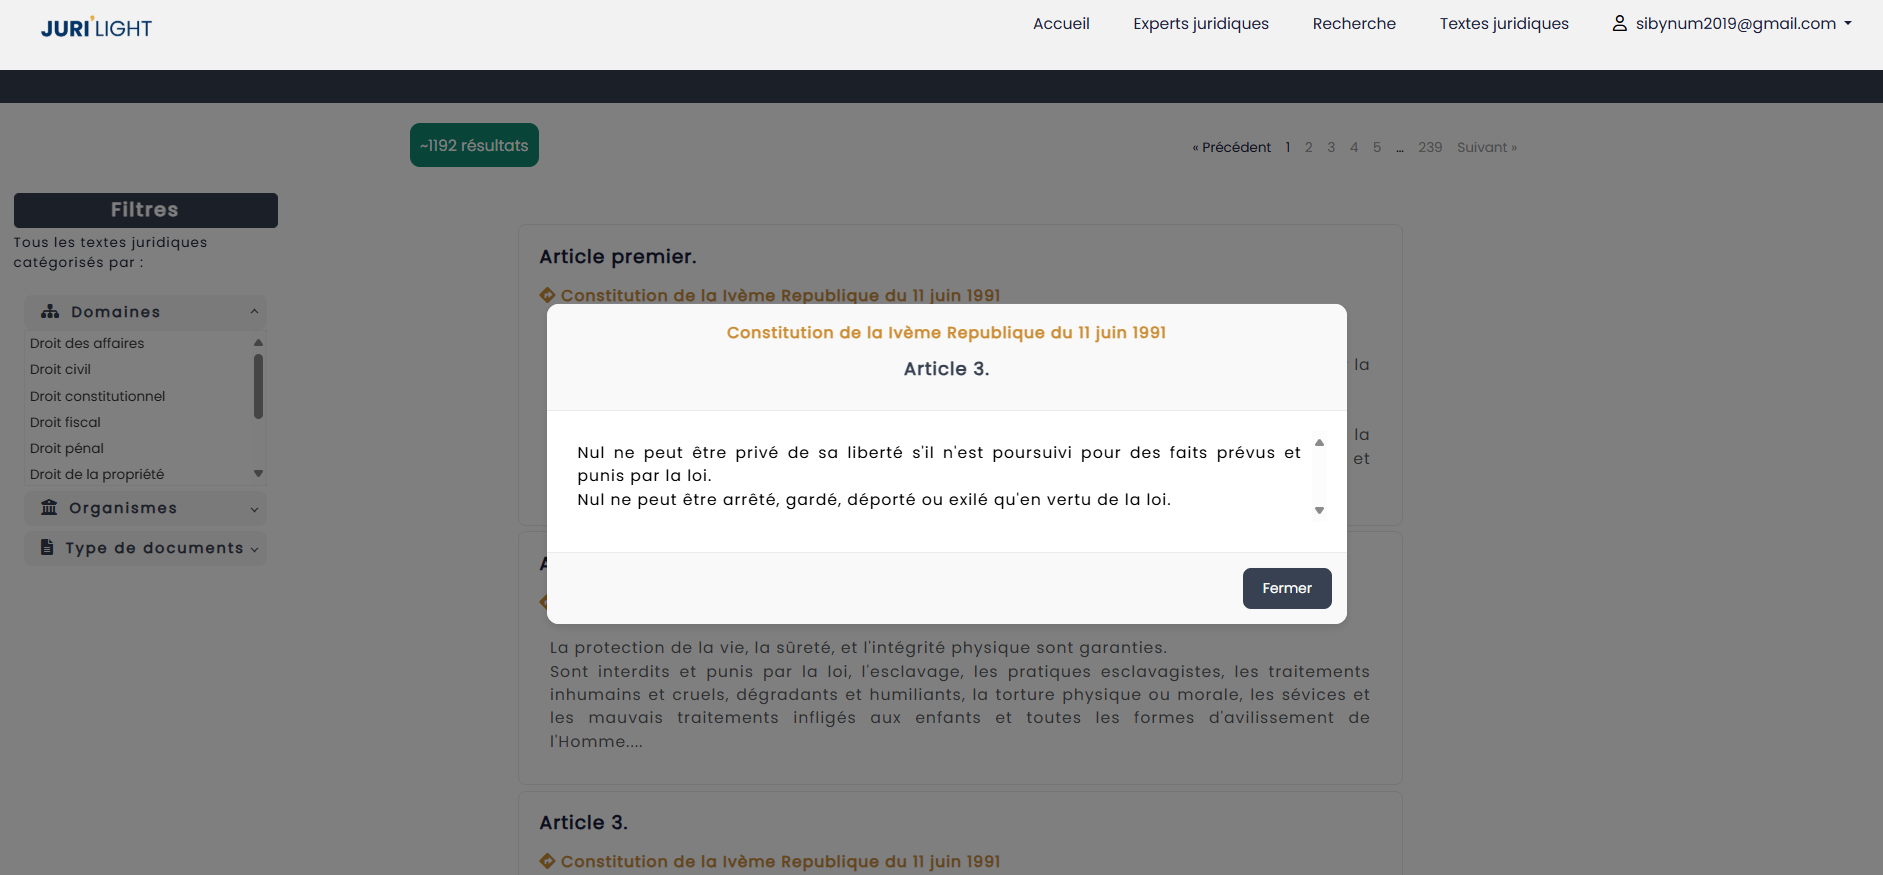 JURI'LIGHT
Accueil Experts juridiques Recherche Textes juridiques sibynum2019@gmail.com
~1192 résultats
« Précédent 1 2 3 4 5 ... 239 Suivant »
Filtres
Tous les textes juridiques
catégorisés par :
Domaines
Droit des affaires
Droit civil
Droit constitutionnel
Droit fiscal
Droit pénal
Droit de la propriété
Organismes
Type de documents
Article premier.
Constitution de la Ivème Republique du 11 juin 1991
la
la
et
Constitution de la Ivème Republique du 11 juin 1991
Article 3.
Nul ne peut être privé de sa liberté s'il n'est poursuivi pour des faits prévus et
punis par la loi.
Nul ne peut être arrêté, gardé, déporté ou exilé qu'en vertu de la loi.
Fermer
La protection de la vie, la sûreté, et l'intégrité physique sont garanties.
Sont interdits et punis par la loi, l'esclavage, les pratiques esclavagistes, les traitements
inhumains et cruels, dégradants et humiliants, la torture physique ou morale, les sévices et
les mauvais traitements infligés aux enfants et toutes les formes d'avilissement de
l'Homme....
Article 3.
Constitution de la Ivème Republique du 11 juin 1991